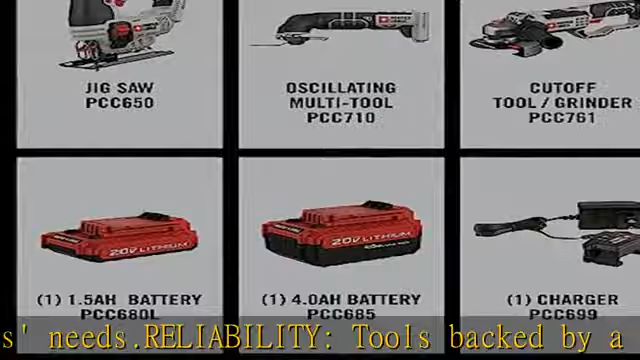 JIG SAW
PCC650
OSCILLATING
MULTI-TOOL
PCC710
CUTOFF
TOOL / GRINDER
PCC761
20V LITHIUM
(1) 1.5AH BATTERY
PCC680L
20V LITHIUM
(1) 4.0AH BATTERY
PCC685
(1) CHARGER
PCC699
s' needs.RELIABILITY: Tools backed by a